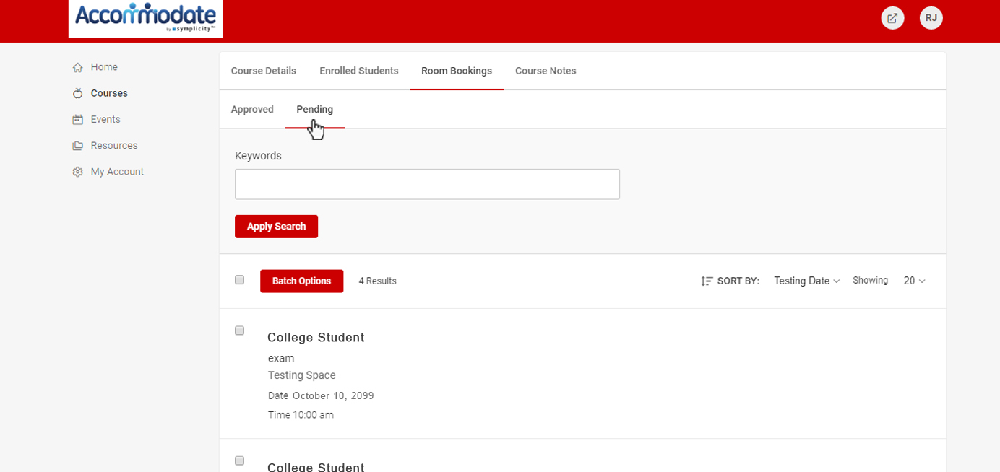 Accommodate
by symplicity™
RJ
Home
Courses
Events
Resources
My Account
Course Details
Enrolled Students
Room Bookings
Course Notes
Approved
Pending
Keywords
Apply Search
Batch Options
4 Results
SORT BY:
Testing Date
Showing
20
College Student
exam
Testing Space
Date October 10, 2099
Time 10:00 am
College Student